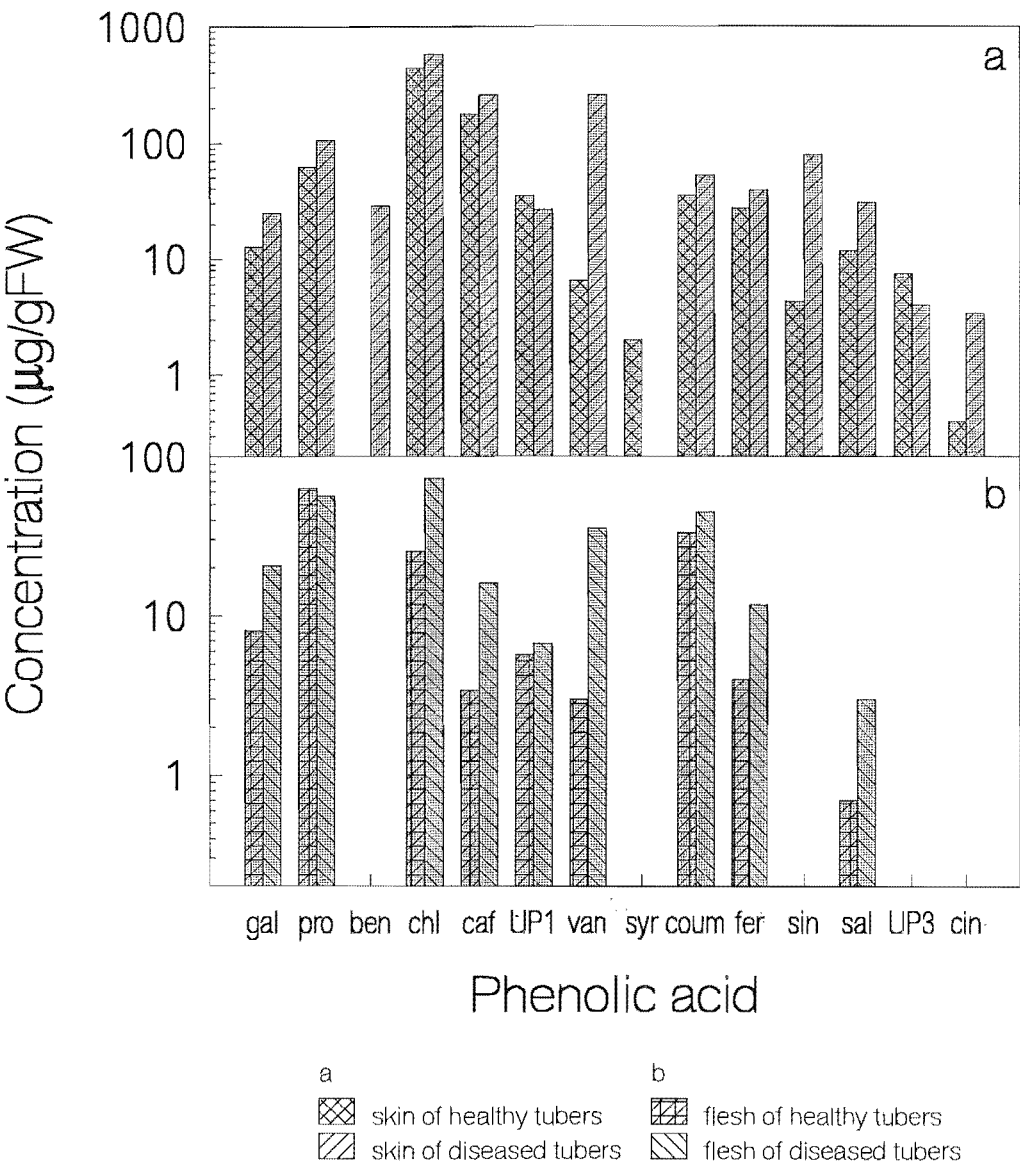 1000
a
100
10
1
100
b
10
1
Concentration (µg/gFW)
gal pro ben chl caf UP1 van syr coum fer sin sal UP3 cin
Phenolic acid
a b
skin of healthy tubers flesh of healthy tubers
skin of diseased tubers flesh of diseased tubers